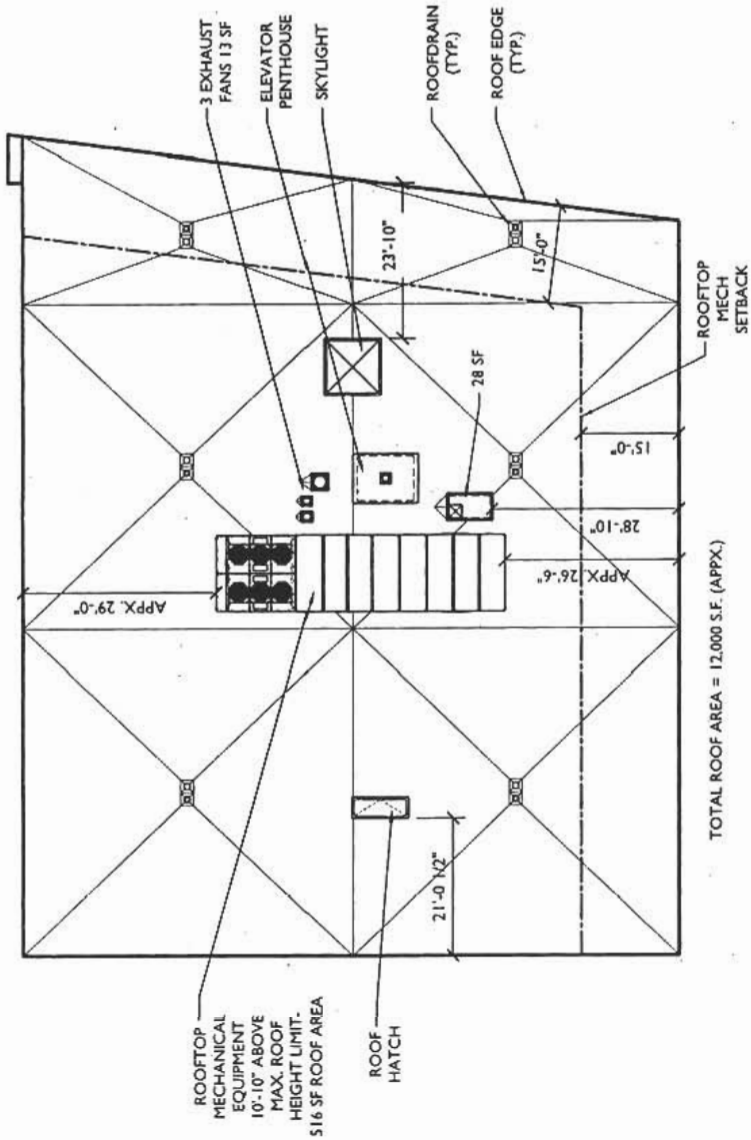 3 EXHAUST
FANS 13 SF
ELEVATOR
PENTHOUSE
SKYLIGHT
ROOFDRAIN
(TYP.)
ROOF EDGE
(TYP.)
23'-10"
15'-0"
ROOFTOP
MECH
SETBACK
28 SF
15'-0"
28'-10"
APPX. 26'-6"
APPX. 29'-0"
21'-0 1/2"
ROOFTOP
MECHANICAL
EQUIPMENT
10'-10" ABOVE
MAX. ROOF
HEIGHT LIMIT-
516 SF ROOF AREA
ROOF
HATCH
TOTAL ROOF AREA = 12,000 S.F. (APPX.)